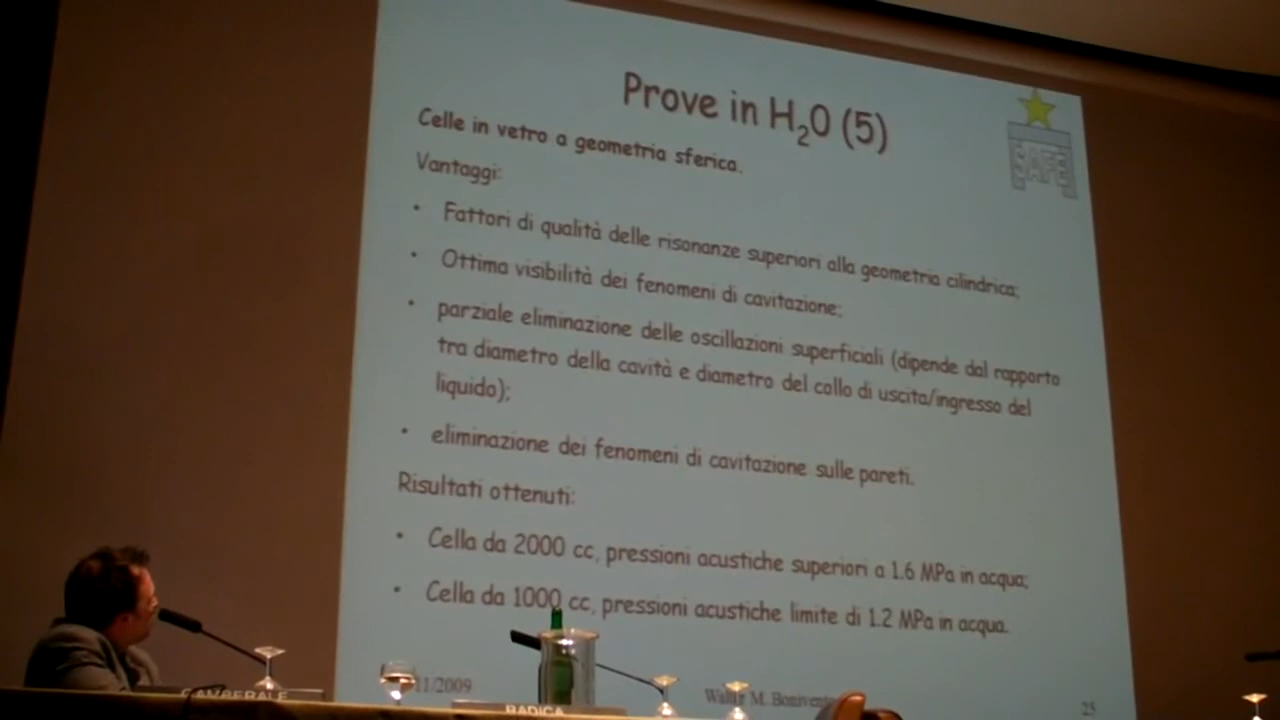 Prove in H2O (5)
SAFE
Celle in vetro a geometria sferica.
Vantaggi:
• Fattori di qualità delle risonanze superiori alla geometria cilindrica;
• Ottima visibilità dei fenomeni di cavitazione;
• parziale eliminazione delle oscillazioni superficiali (dipende dal rapporto
tra diametro della cavità e diametro del collo di uscita/ingresso del
liquido);
• eliminazione dei fenomeni di cavitazione sulle pareti.
Risultati ottenuti:
• Cella da 2000 cc, pressioni acustiche superiori a 1.6 MPa in acqua;
• Cella da 1000 cc, pressioni acustiche limite di 1.2 MPa in acqua.
11/2009
M.
25
CAMBERALE
RADICA